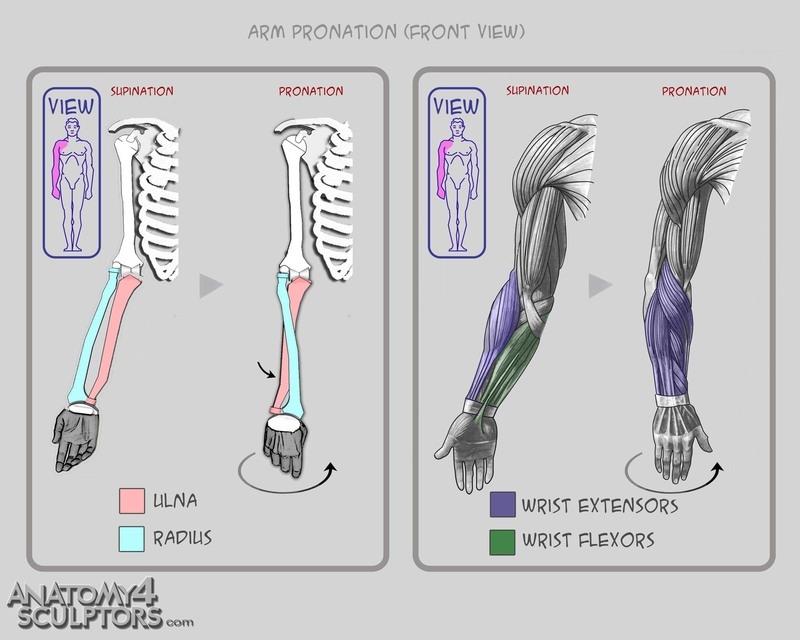 ARM PRONATION (FRONT VIEW)
VIEW
SUPINATION
PRONATION
ULNA
RADIUS
VIEW
SUPINATION
PRONATION
WRIST EXTENSORS
WRIST FLEXORS
ANATOMY4
SCULPTORS.com